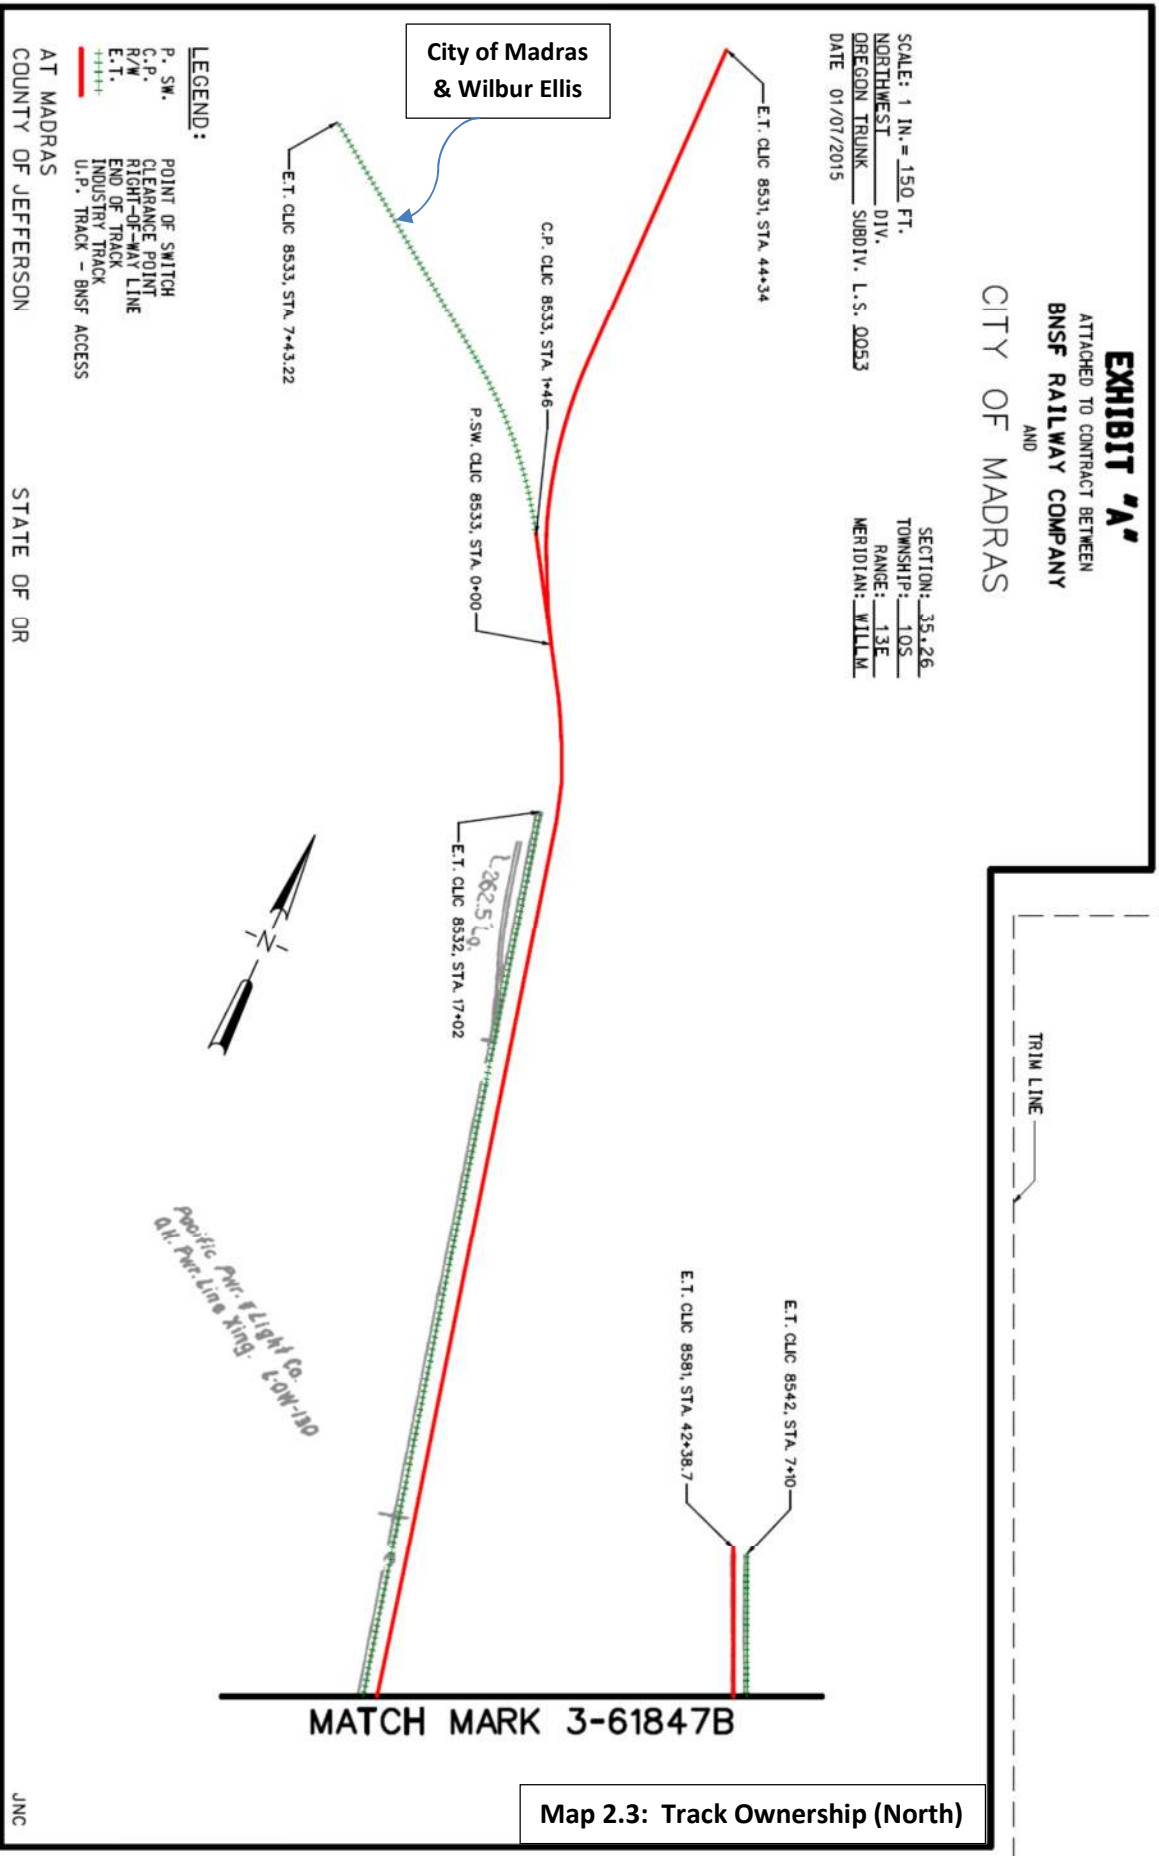 EXHIBIT "A"
ATTACHED TO CONTRACT BETWEEN
BNSF RAILWAY COMPANY
AND
CITY OF MADRAS
SCALE: 1 IN.= 150 FT.
NORTHWEST DIV.
OREGON TRUNK SUBDIV. L.S. 0053
DATE 01/07/2015
SECTION: 35,26
TOWNSHIP: 10S
RANGE: 13E
MERIDIAN: WILLM
TRIM LINE
City of Madras
& Wilbur Ellis
E.T. CLIC 8531, STA. 44+34
C.P. CLIC 8533, STA. 1+46
P.SW. CLIC 8533, STA. 0+00
E.T. CLIC 8533, STA. 7+43.22
E.T. CLIC 8532, STA. 17+02
262.5'
E.T. CLIC 8542, STA. 7+10
E.T. CLIC 8581, STA. 42+38.7
-N-
Pacific Pwr. & Light Co.
O.H. Pwr. Line Xing. L-OW-130
LEGEND:
P. SW. POINT OF SWITCH
C.P. CLEARANCE POINT
R/W RIGHT-OF-WAY LINE
E.T. END OF TRACK
INDUSTRY TRACK
U.P. TRACK - BNSF ACCESS
AT MADRAS
COUNTY OF JEFFERSON STATE OF OR
JNC
MATCH MARK 3-61847B
Map 2.3: Track Ownership (North)